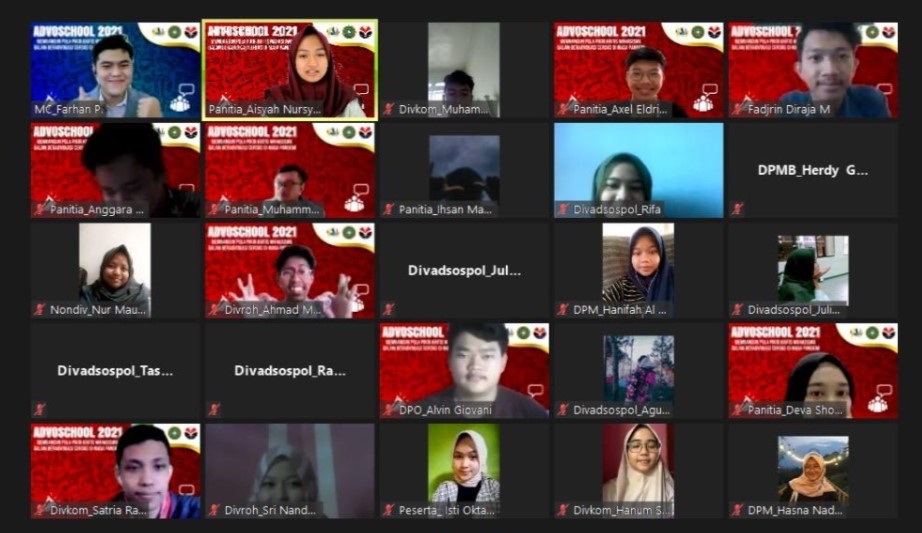 ADVOSCHOOL 2021
MC_Farhan P.
ADVOSCHOOL 2021
Panitia_Aisyah Nursy...
Divkom_Muham...
ADVOSCHOOL 2021
Panitia_Axel Eldri...
ADVOSCHOOL
Fadjrin Diraja M
ADVOSCHOOL
Panitia_Anggara ...
ADVOSCHOOL 2021
Panitia_Muhamm...
Panitia_Ihsan Ma...
Divadsospol_Rifa
DPMB_Herdy G...
Nondiv_Nur Mau...
ADVOSCHOOL 2021
Divroh_Ahmad M...
Divadsospol_Jul...
DPM_Hanifah Al ...
Divadsospol_Juli...
Divadsospol_Tas...
Divadsospol_Ra...
ADVOSCHOOL
DPO_Alvin Giovani
Divadsospol_Agu...
ADVOSCHOOL 2021
Panitia_Deva Sho...
ADVOSCHOOL 2021
Divkom_Satria Ra...
Divroh_Sri Nand...
Peserta_ Isti Okta...
Divkom_Hanum S...
DPM_Hasna Nad...